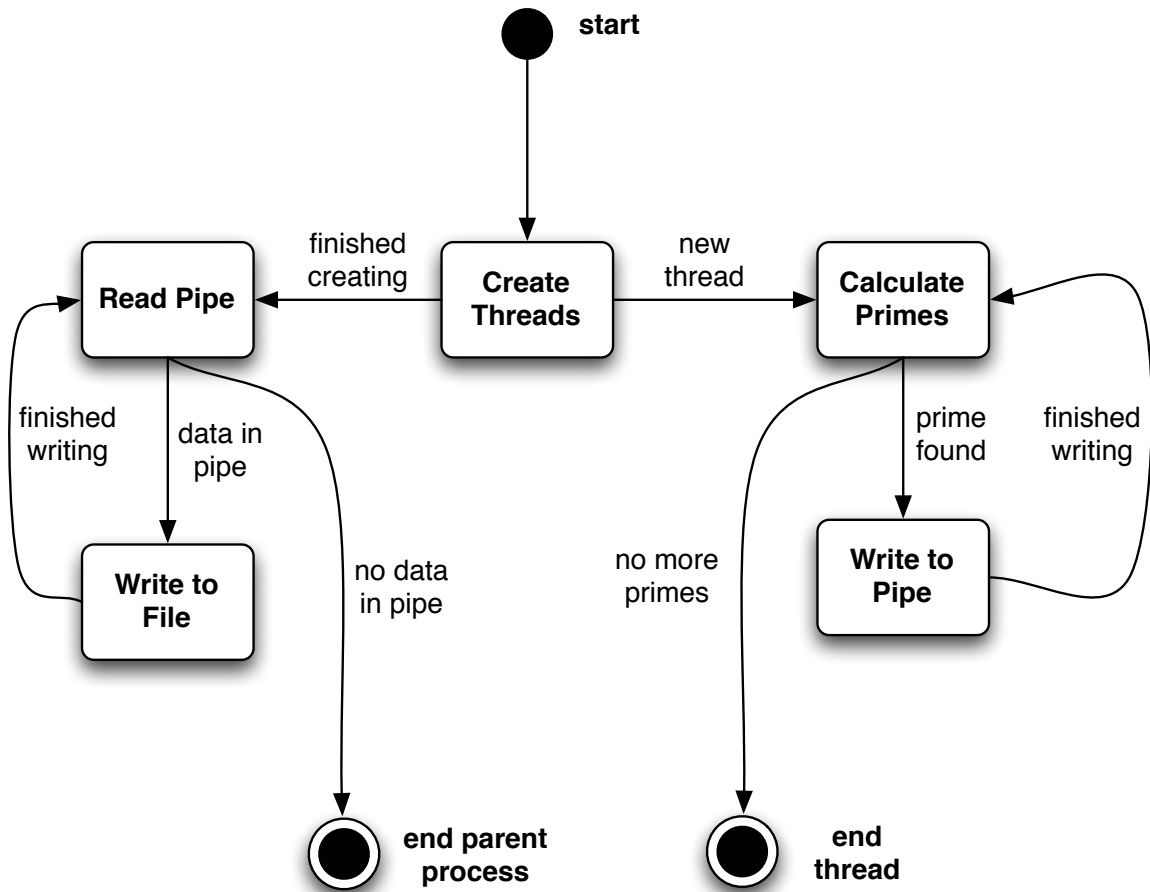 start
finished
creating
new
thread
Read Pipe
Create
Threads
Calculate
Primes
finished
writing
data in
pipe
prime
found
finished
writing
no data
in pipe
no more
primes
Write to
File
Write to
Pipe
end parent
process
end
thread